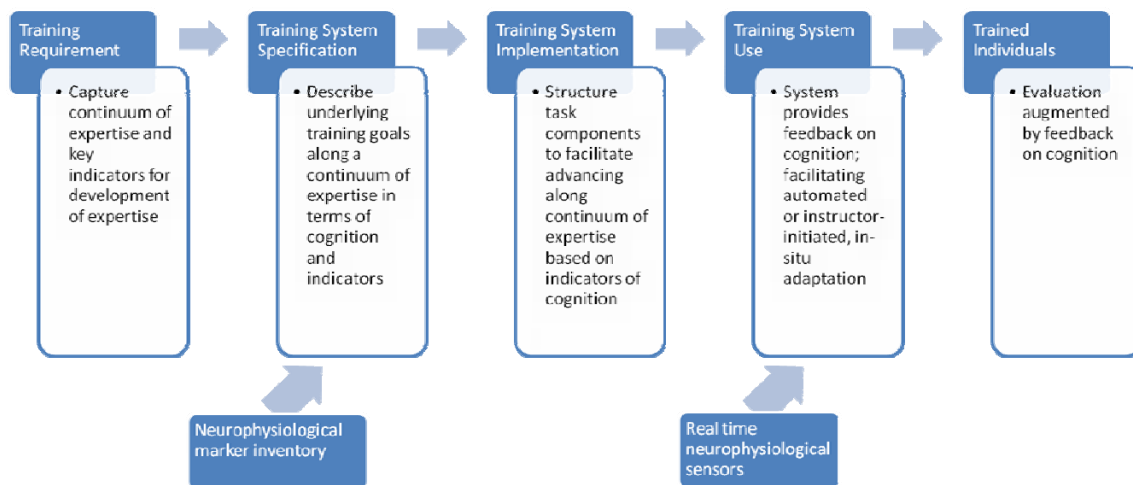 Training
Requirement
• Capture
continuum of
expertise and
key
indicators for
development
of expertise
Training System
Specification
• Describe
underlying
training goals
along a
continuum of
expertise in
terms of
cognition
and
indicators
Training System
Implementation
• Structure
task
components
to facilitate
advancing
along
continuum of
expertise
based on
indicators of
cognition
Training System
Use
• System
provides
feedback on
cognition;
facilitating
automated
or instructor-
initiated, in-
situ
adaptation
Trained
Individuals
• Evaluation
augmented
by feedback
on cognition
Neurophysiological
marker inventory
Real time
neurophysiological
sensors